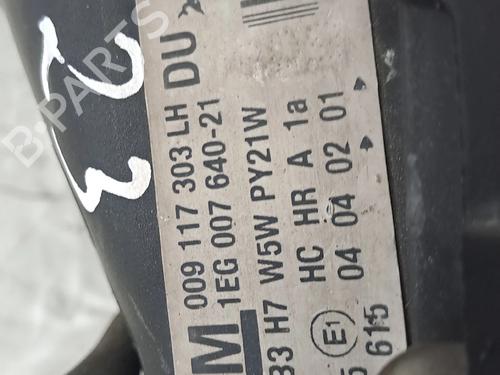 009 117 303 LH DU
1EG 007 640-21
M
H7 W5W PY21W
HC HR A 1a
E1 04 04 02 01
615
23
B-PARTS